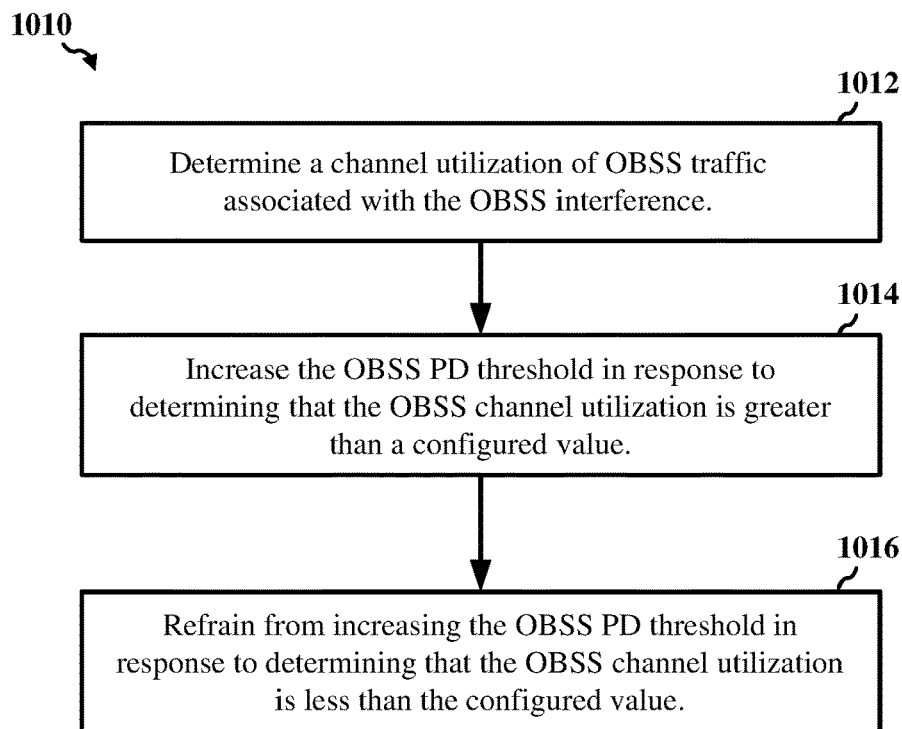 1010
1012
Determine a channel utilization of OBSS traffic
associated with the OBSS interference.
1014
Increase the OBSS PD threshold in response to
determining that the OBSS channel utilization is greater
than a configured value.
1016
Refrain from increasing the OBSS PD threshold in
response to determining that the OBSS channel utilization
is less than the configured value.